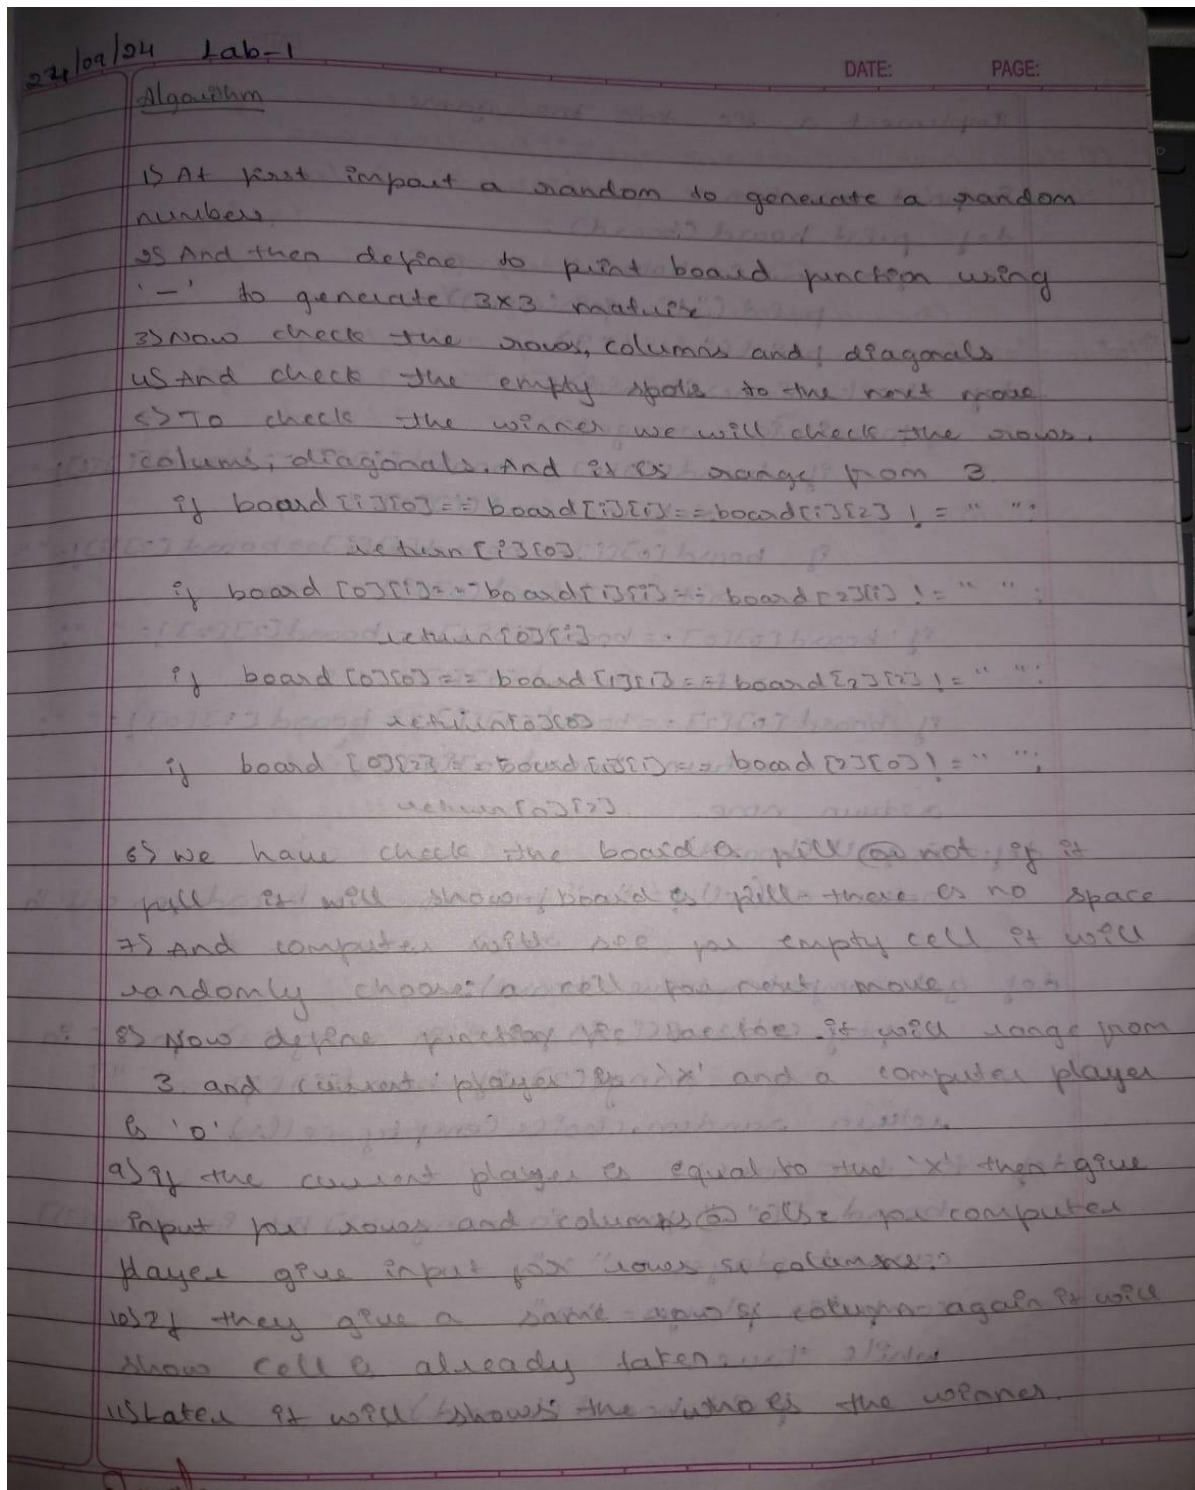 24/09/24 Lab-1
DATE: PAGE:
Algorithm
1) At first import a random to generate a random
numbers
2) And then define to print board function using
'—' to generate 3x3 matrix
3) Now check the rows, columns and diagonals
4) And check the empty spots to the next move
5) To check the winner we will check the rows,
colums, diagonals. And it is range from 3
if board[i][0] == board[i][i] == board[i][2] != " ":
return [i][0]
if board [0][i] == board[i][i] == board[2][i] != " ":
return[0][i]
if board [0][0] == board[1][1] == board[2][2] != " ":
return[0][0]
if board [0][2] == board[1][1] == board [2][0] != " ":
return[0][2]
6) We have check the board is full or not, if it
full it will show board is full there is no space
7) And computer will see for empty cell it will
randomly choose a cell for next move
8) Now define function it will range from
3 and current player is 'x' and a computer player
is 'o'
9) If the current player is equal to the 'x' then give
input for rows and columns or else for computer
player give input for rows & columns.
10) If they give a same row & column again it will
show cell is already taken
11) Later it will shows the who is the winner.